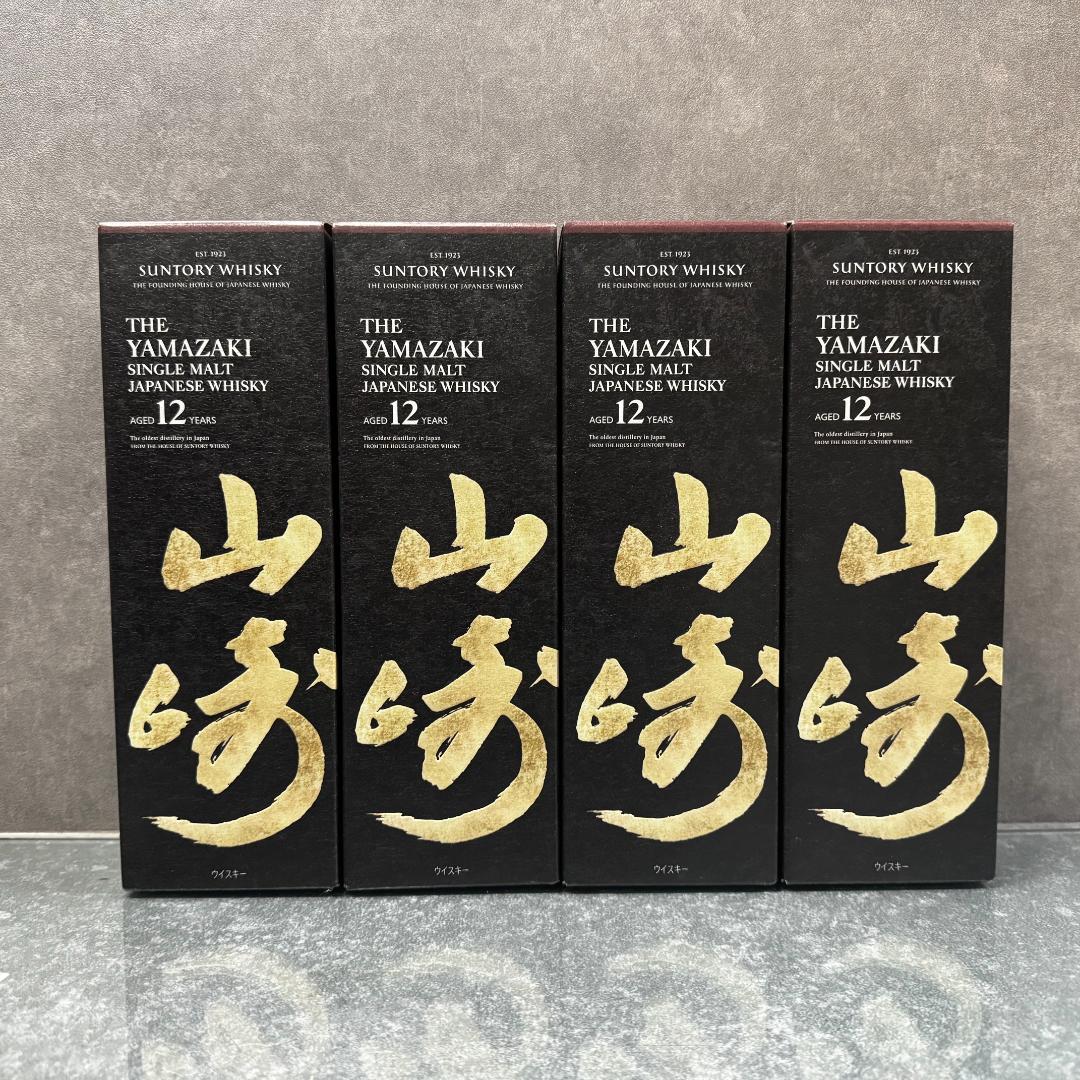 EST. 1923
SUNTORY WHISKY
THE FOUNDING HOUSE OF JAPANESE WHISKY
THE
YAMAZAKI
SINGLE MALT
JAPANESE WHISKY
AGED 12 YEARS
The oldest distillery in Japan
FROM THE HOUSE OF SUNTORY WHISKY
山
崎
ウイスキー
EST. 1923
SUNTORY WHISKY
THE FOUNDING HOUSE OF JAPANESE WHISKY
THE
YAMAZAKI
SINGLE MALT
JAPANESE WHISKY
AGED 12 YEARS
The oldest distillery in Japan
FROM THE HOUSE OF SUNTORY WHISKY
山
崎
ウイスキー
EST. 1923
SUNTORY WHISKY
THE FOUNDING HOUSE OF JAPANESE WHISKY
THE
YAMAZAKI
SINGLE MALT
JAPANESE WHISKY
AGED 12 YEARS
The oldest distillery in Japan
FROM THE HOUSE OF SUNTORY WHISKY
山
崎
ウイスキー
EST. 1923
SUNTORY WHISKY
THE FOUNDING HOUSE OF JAPANESE WHISKY
THE
YAMAZAKI
SINGLE MALT
JAPANESE WHISKY
AGED 12 YEARS
The oldest distillery in Japan
FROM THE HOUSE OF SUNTORY WHISKY
山
崎
ウイスキー